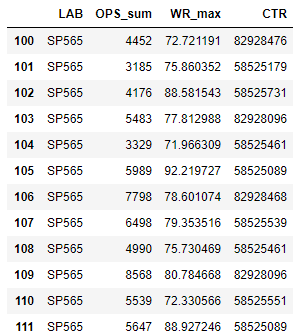 LAB OPS_sum WR_max CTR
100 SP565 4452 72.721191 82928476
101 SP565 3185 75.860352 58525179
102 SP565 4176 88.581543 58525731
103 SP565 5483 77.812988 82928096
104 SP565 3329 71.966309 58525461
105 SP565 5989 92.219727 58525089
106 SP565 7798 78.601074 82928468
107 SP565 6498 79.353516 58525539
108 SP565 4990 75.730469 58525461
109 SP565 8568 80.784668 82928096
110 SP565 5539 72.330566 58525551
111 SP565 5647 88.927246 58525089